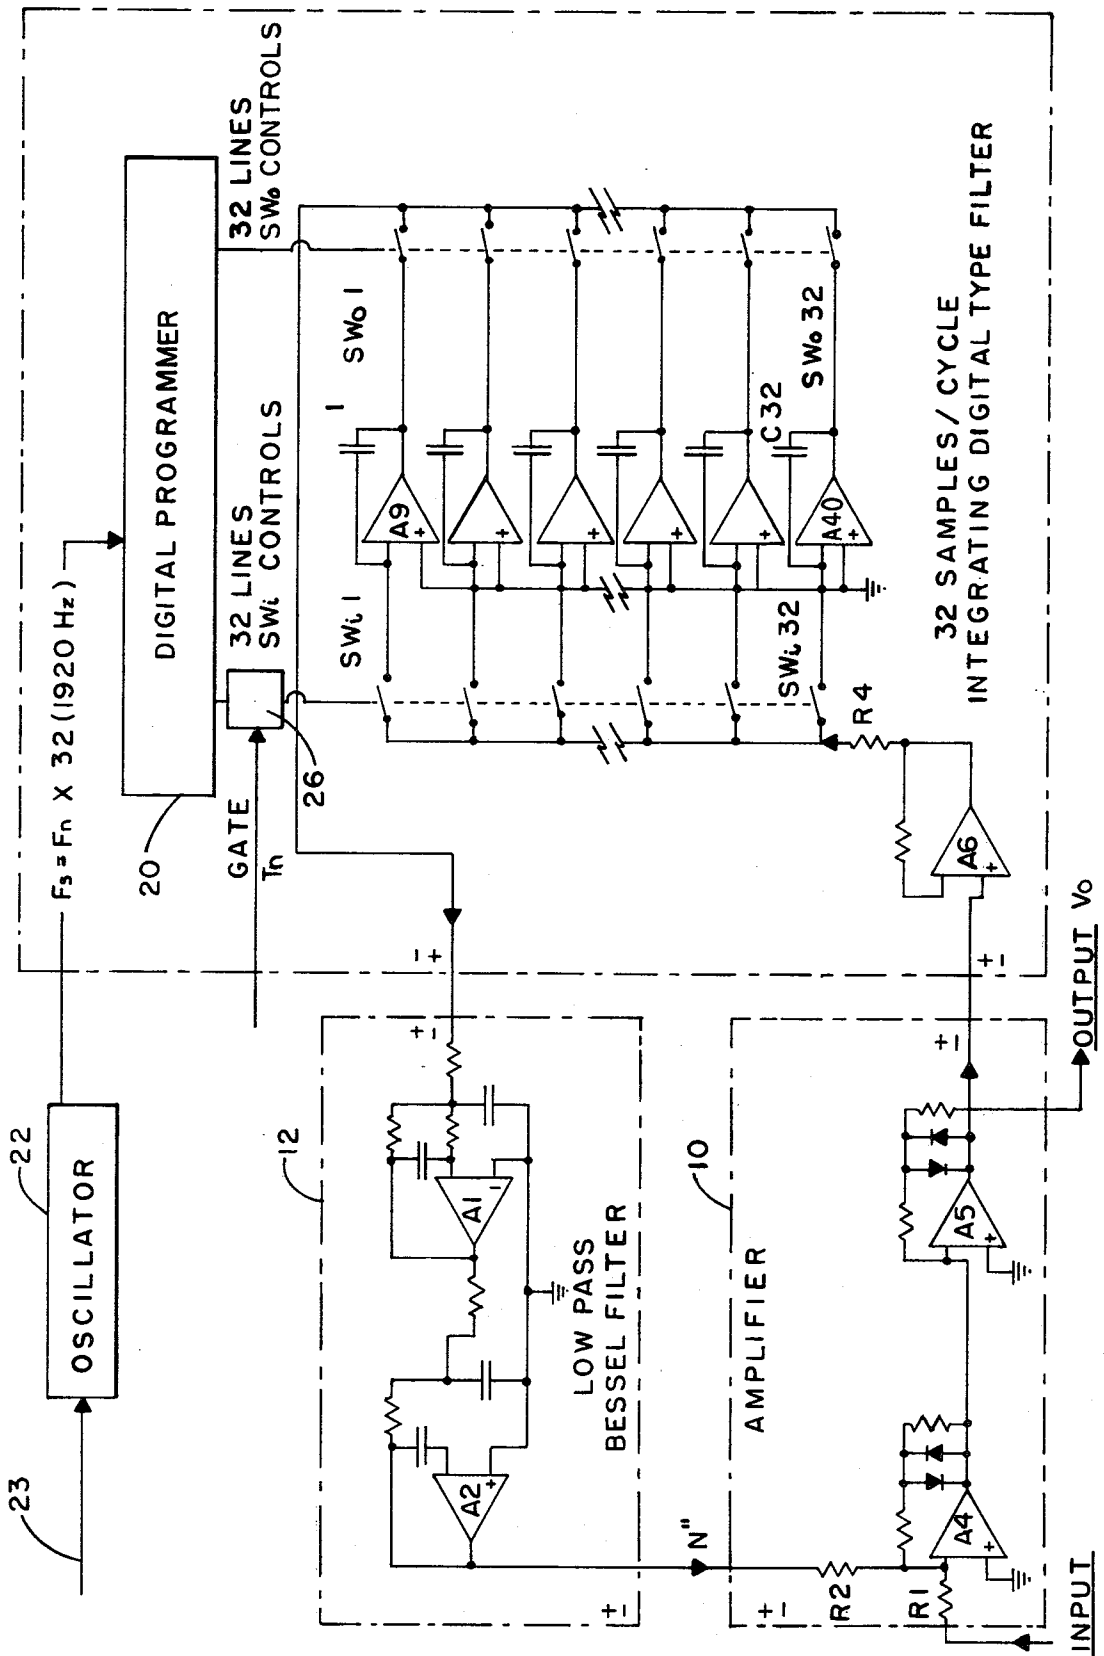 23
22
OSCILLATOR
Fs = Fn X 32 (1920 Hz)
20
DIGITAL PROGRAMMER
GATE
Tn
26
32 LINES
SWi CONTROLS
32 LINES
SWo CONTROLS
SWi 1
A9
+
1
SWo 1
+
+
+
+
C32
SWi 32
A40
+
SWo 32
R4
A6
+
32 SAMPLES/CYCLE
INTEGRATING DIGITAL TYPE FILTER
12
- +
+ -
A1
-
A2
+
LOW PASS
BESSEL FILTER
+ -
N"
10
AMPLIFIER
+ -
R2
R1
INPUT
A4
+
A5
+
+ -
+ -
OUTPUT Vo